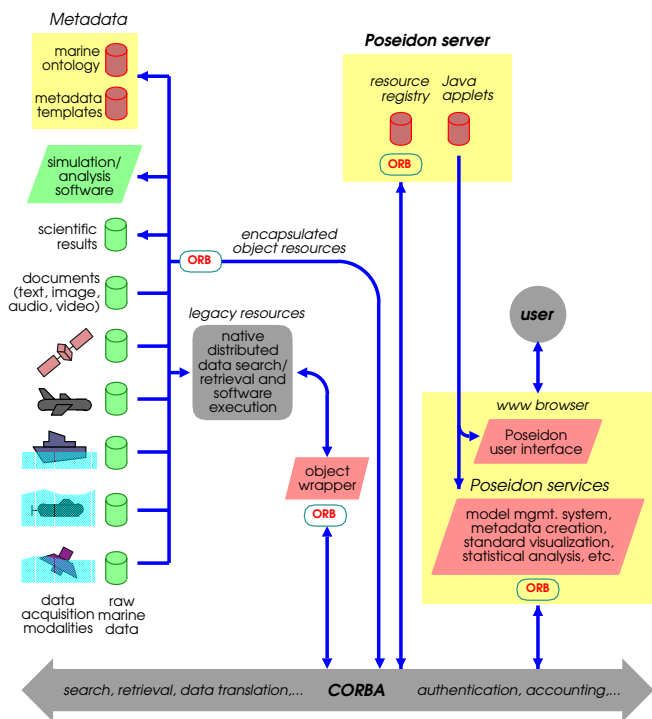 Metadata
marine
ontology
metadata
templates
simulation/
analysis
software
scientific
results
documents
(text, image,
audio, video)
data
acquisition
modalities
raw
marine
data
ORB
encapsulated
object resources
legacy resources
native
distributed
data search/
retrieval and
software
execution
object
wrapper
ORB
Poseidon server
resource
registry
Java
applets
ORB
user
www browser
Poseidon
user interface
Poseidon services
model mgmt. system,
metadata creation,
standard visualization,
statistical analysis, etc.
ORB
search, retrieval, data translation,... CORBA authentication, accounting,...